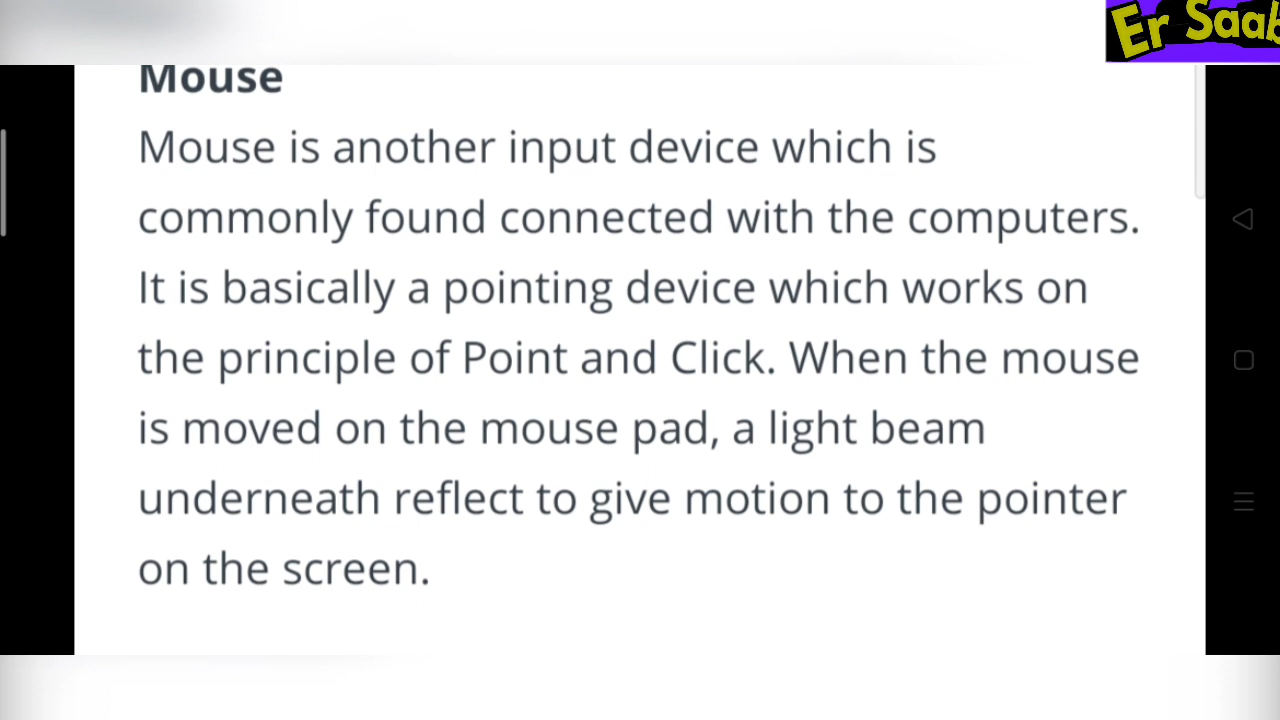 Er Saab
Mouse
Mouse is another input device which is
commonly found connected with the computers.
It is basically a pointing device which works on
the principle of Point and Click. When the mouse
is moved on the mouse pad, a light beam
underneath reflect to give motion to the pointer
on the screen.